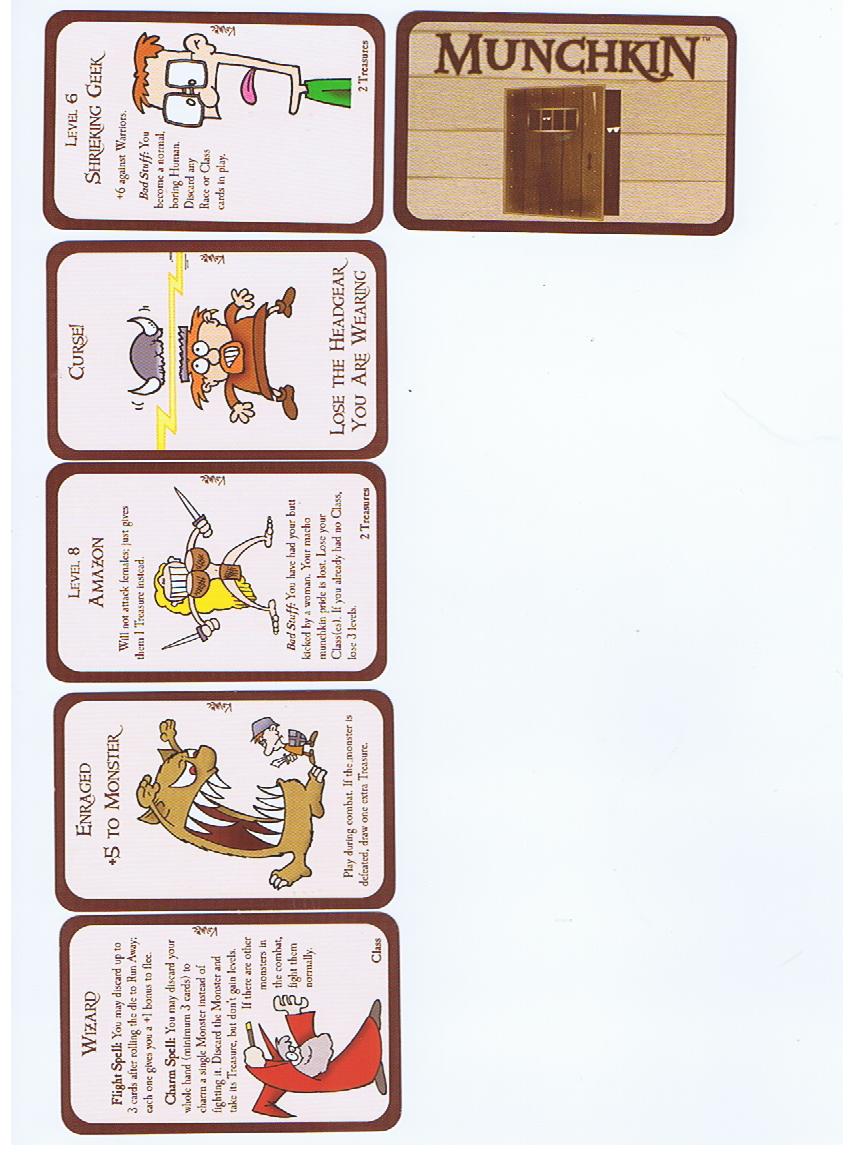 WIZARD
Flight Spell: You may discard up to
3 cards after rolling the die to Run Away;
each one gives you a +1 bonus to flee.
Charm Spell: You may discard your
whole hand (minimum 3 cards) to
charm a single Monster instead of
fighting it. Discard the Monster and
take its Treasure, but don't gain levels.
If there are other
monsters in
the combat,
fight them
normally.
Class
ENRAGED
+5 TO MONSTER
Play during combat. If the monster is
defeated, draw one extra Treasure.
LEVEL 8
AMAZON
Will not attack females; just gives
them 1 Treasure instead.
Bad Stuff: You have had your butt
kicked by a woman. Your macho
munchkin pride is lost. Lose your
Class(es). If you already had no Class,
lose 3 levels.
2 Treasures
CURSE!
LOSE THE HEADGEAR
YOU ARE WEARING
LEVEL 6
SHRIEKING GEEK
+6 against Warriors.
Bad Stuff: You
become a normal,
boring Human.
Discard any
Race or Class
cards in play.
2 Treasures
MUNCHKIN™